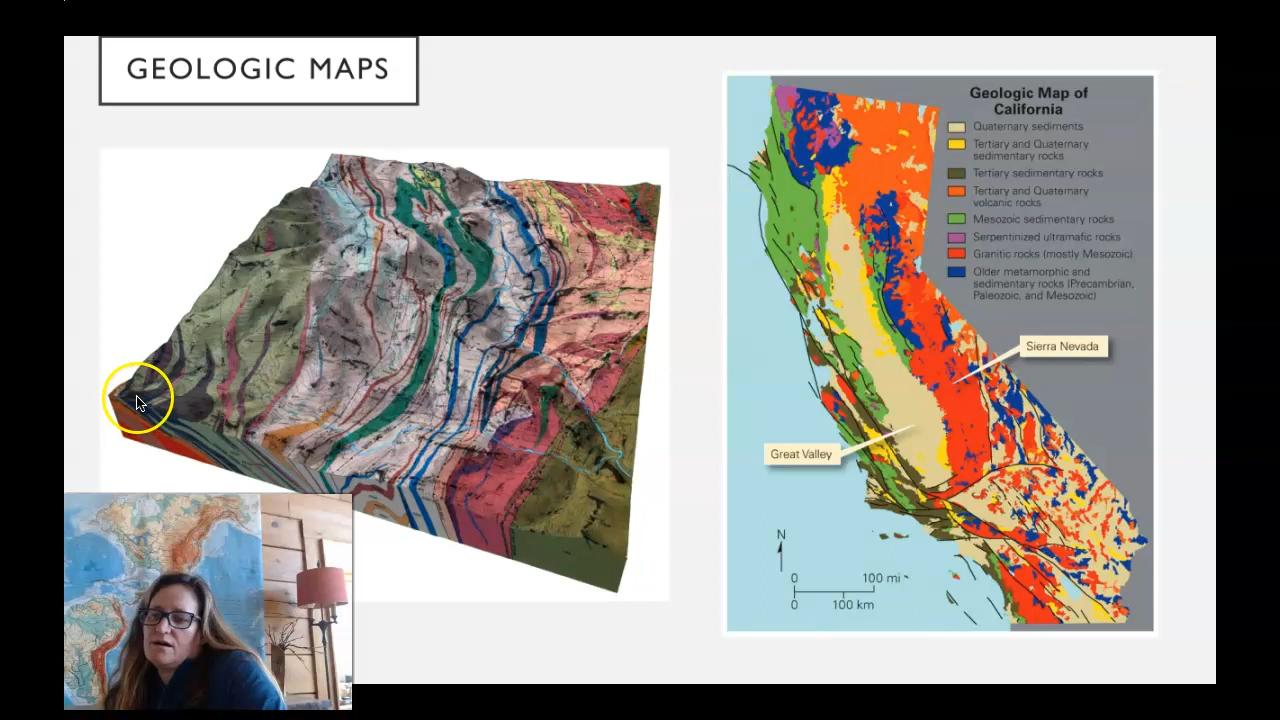 GEOLOGIC MAPS
Geologic Map of
California
Quaternary sediments
Tertiary and Quaternary
sedimentary rocks
Tertiary sedimentary rocks
Tertiary and Quaternary
volcanic rocks
Mesozoic sedimentary rocks
Serpentinized ultramafic rocks
Granitic rocks (mostly Mesozoic)
Older metamorphic and
sedimentary rocks (Precambrian,
Paleozoic, and Mesozoic)
Sierra Nevada
Great Valley
N
0 100 mi
0 100 km